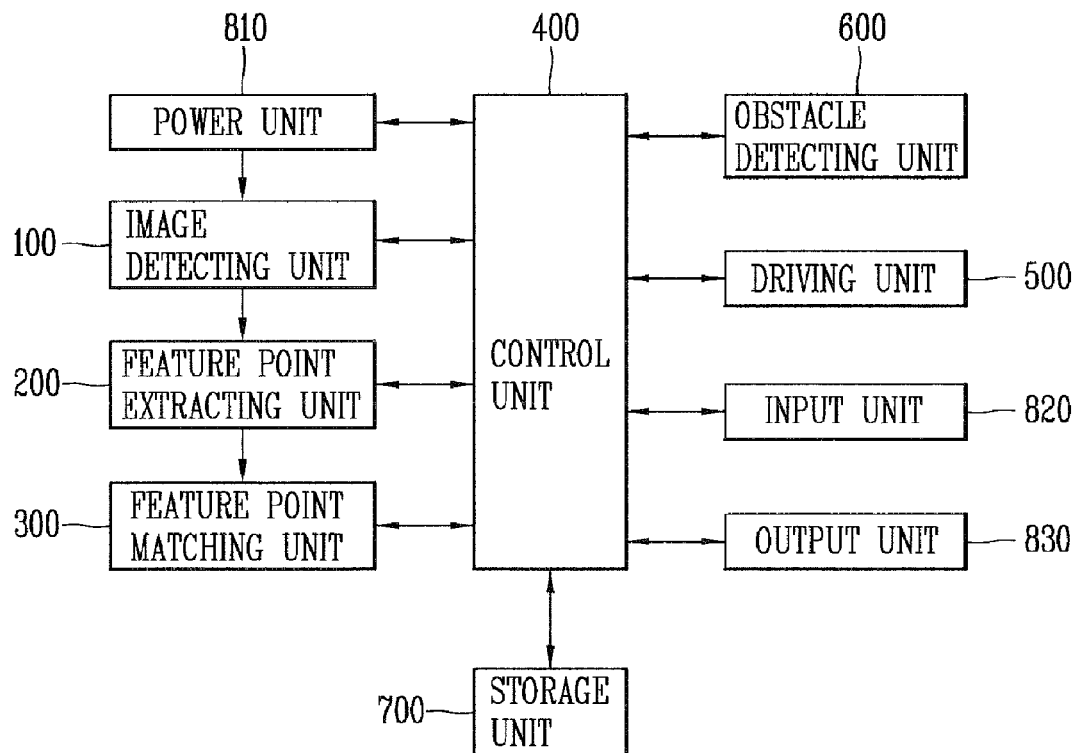 810
400
600
POWER UNIT
OBSTACLE
DETECTING UNIT
100
IMAGE
DETECTING UNIT
DRIVING UNIT
500
200
FEATURE POINT
EXTRACTING UNIT
CONTROL
UNIT
INPUT UNIT
820
300
FEATURE POINT
MATCHING UNIT
OUTPUT UNIT
830
700
STORAGE
UNIT